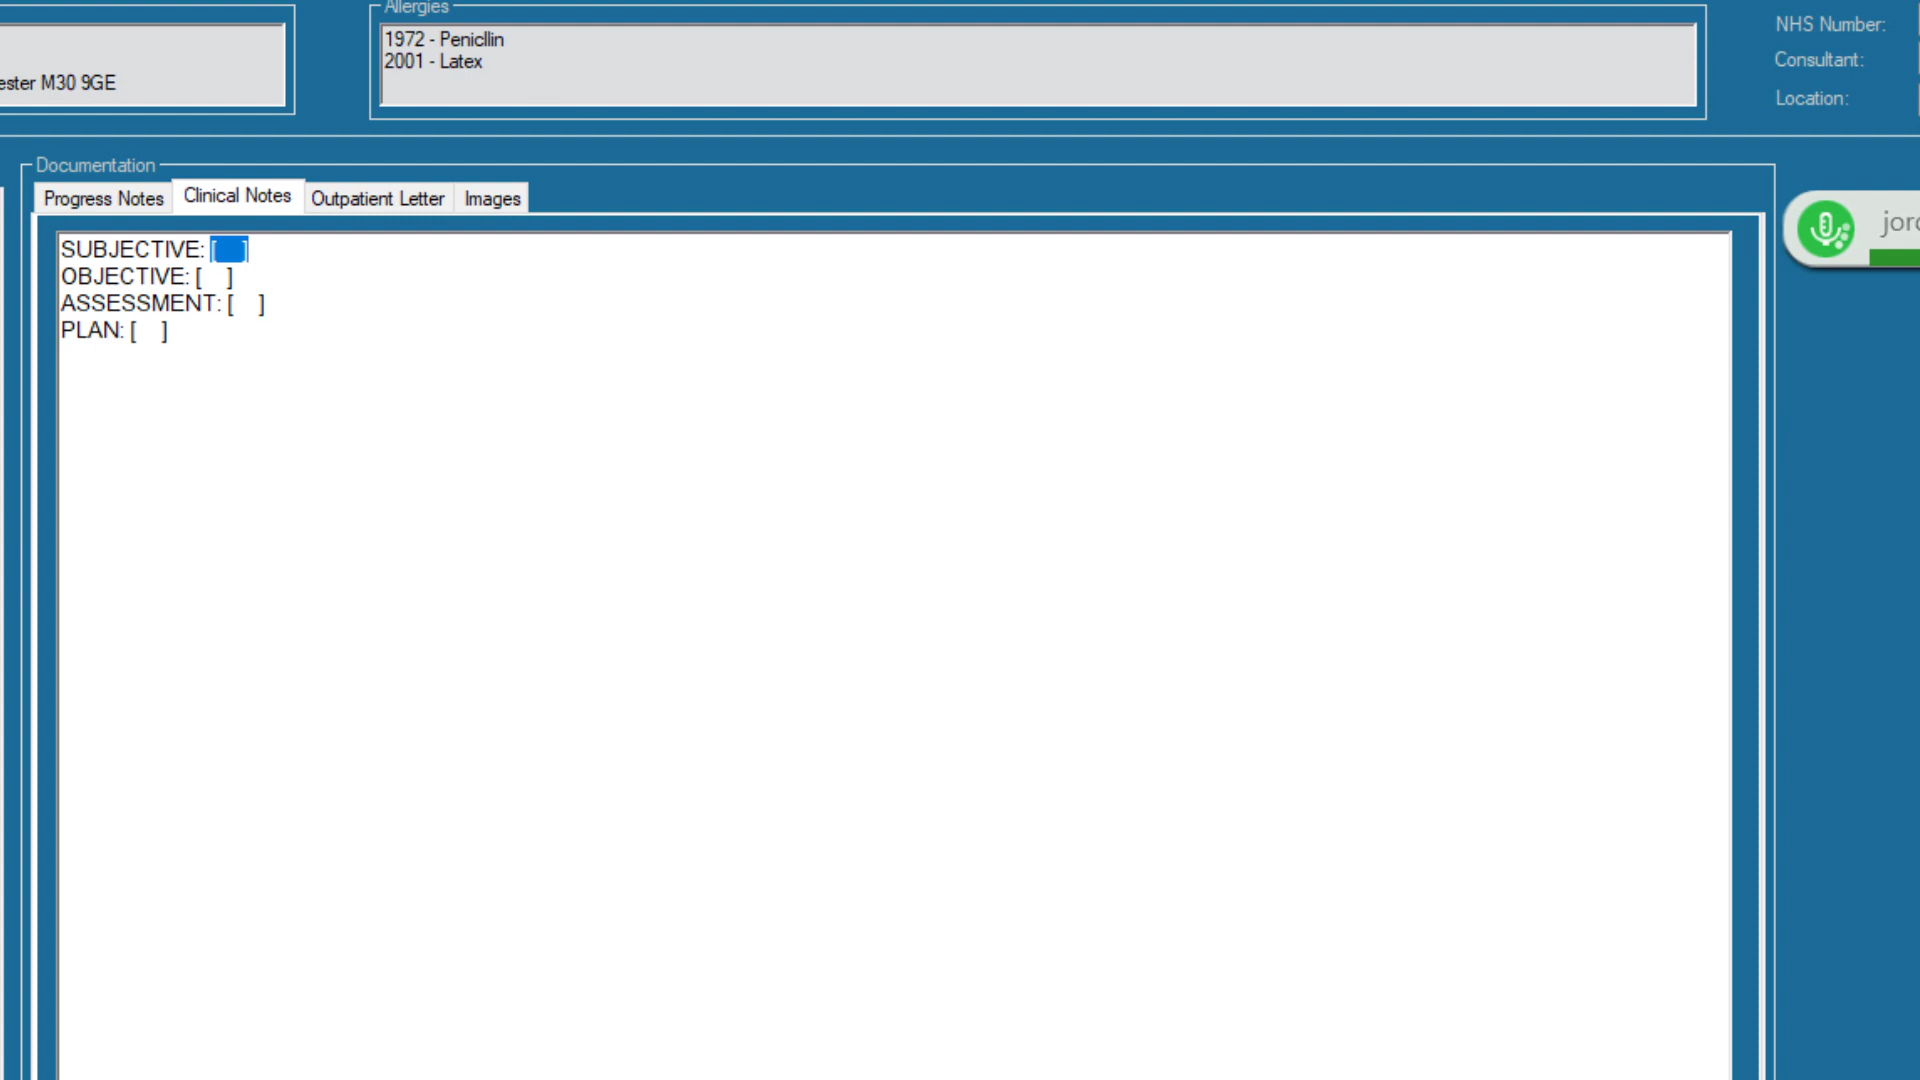 Allergies
1972 - Penicllin
2001 - Latex
ester M30 9GE
NHS Number:
Consultant:
Location:
Documentation
Progress Notes
Clinical Notes
Outpatient Letter
Images
jord
SUBJECTIVE: [ ]
OBJECTIVE: [ ]
ASSESSMENT: [ ]
PLAN: [ ]